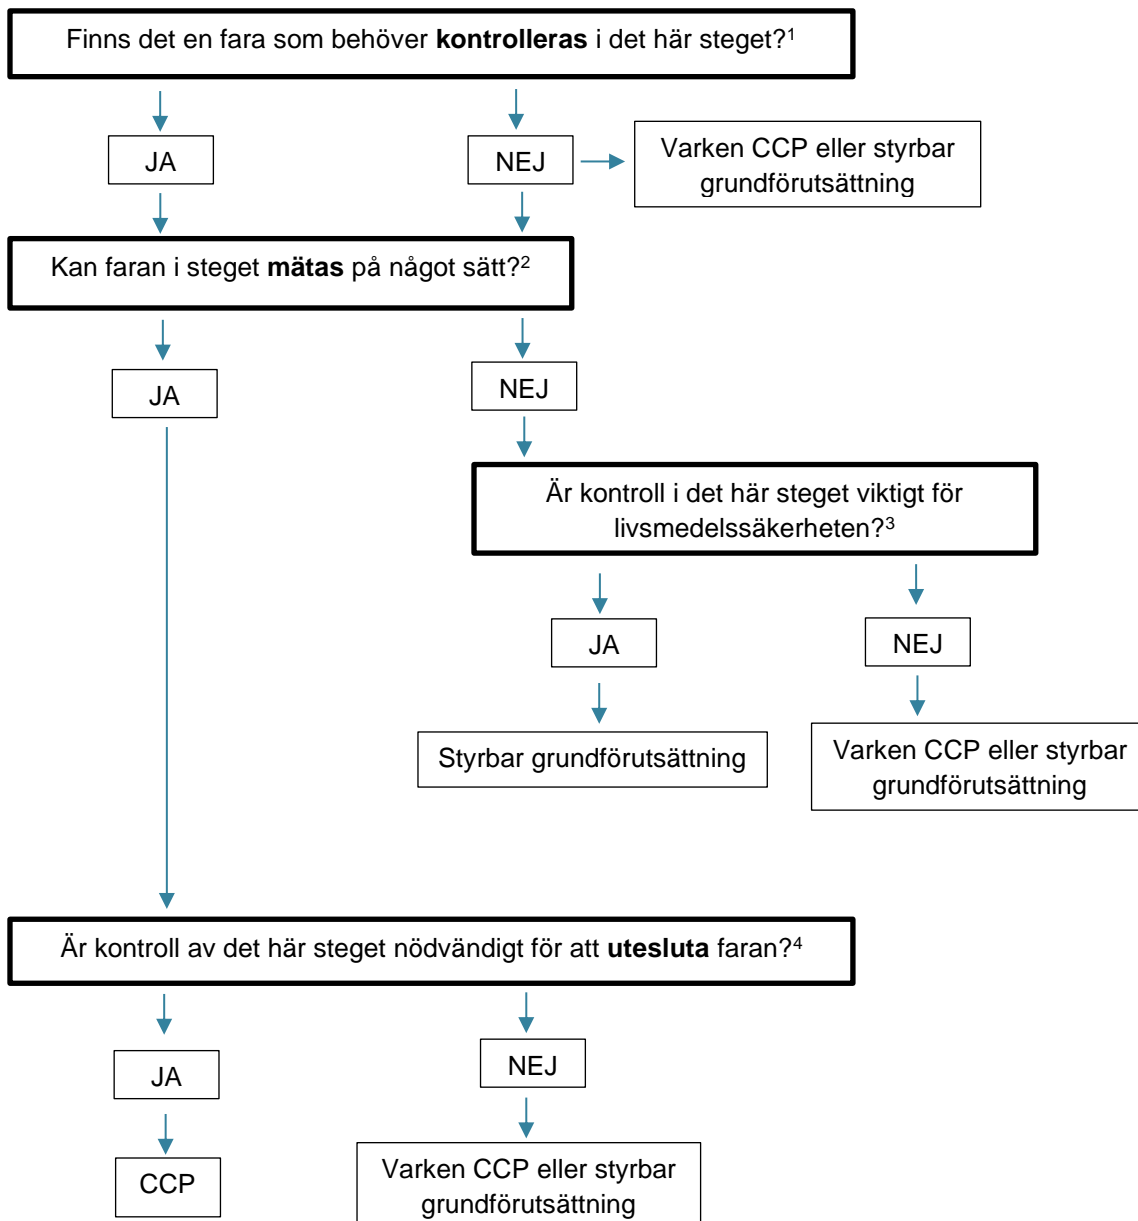 Finns det en fara som behöver kontrolleras i det här steget?¹
JA
NEJ
Varken CCP eller styrbar
grundförutsättning
Kan faran i steget mätas på något sätt?²
JA
NEJ
Är kontroll i det här steget viktigt för
livsmedelssäkerheten?³
JA
NEJ
Styrbar grundförutsättning
Varken CCP eller styrbar
grundförutsättning
Är kontroll av det här steget nödvändigt för att utesluta faran?⁴
JA
NEJ
CCP
Varken CCP eller styrbar
grundförutsättning